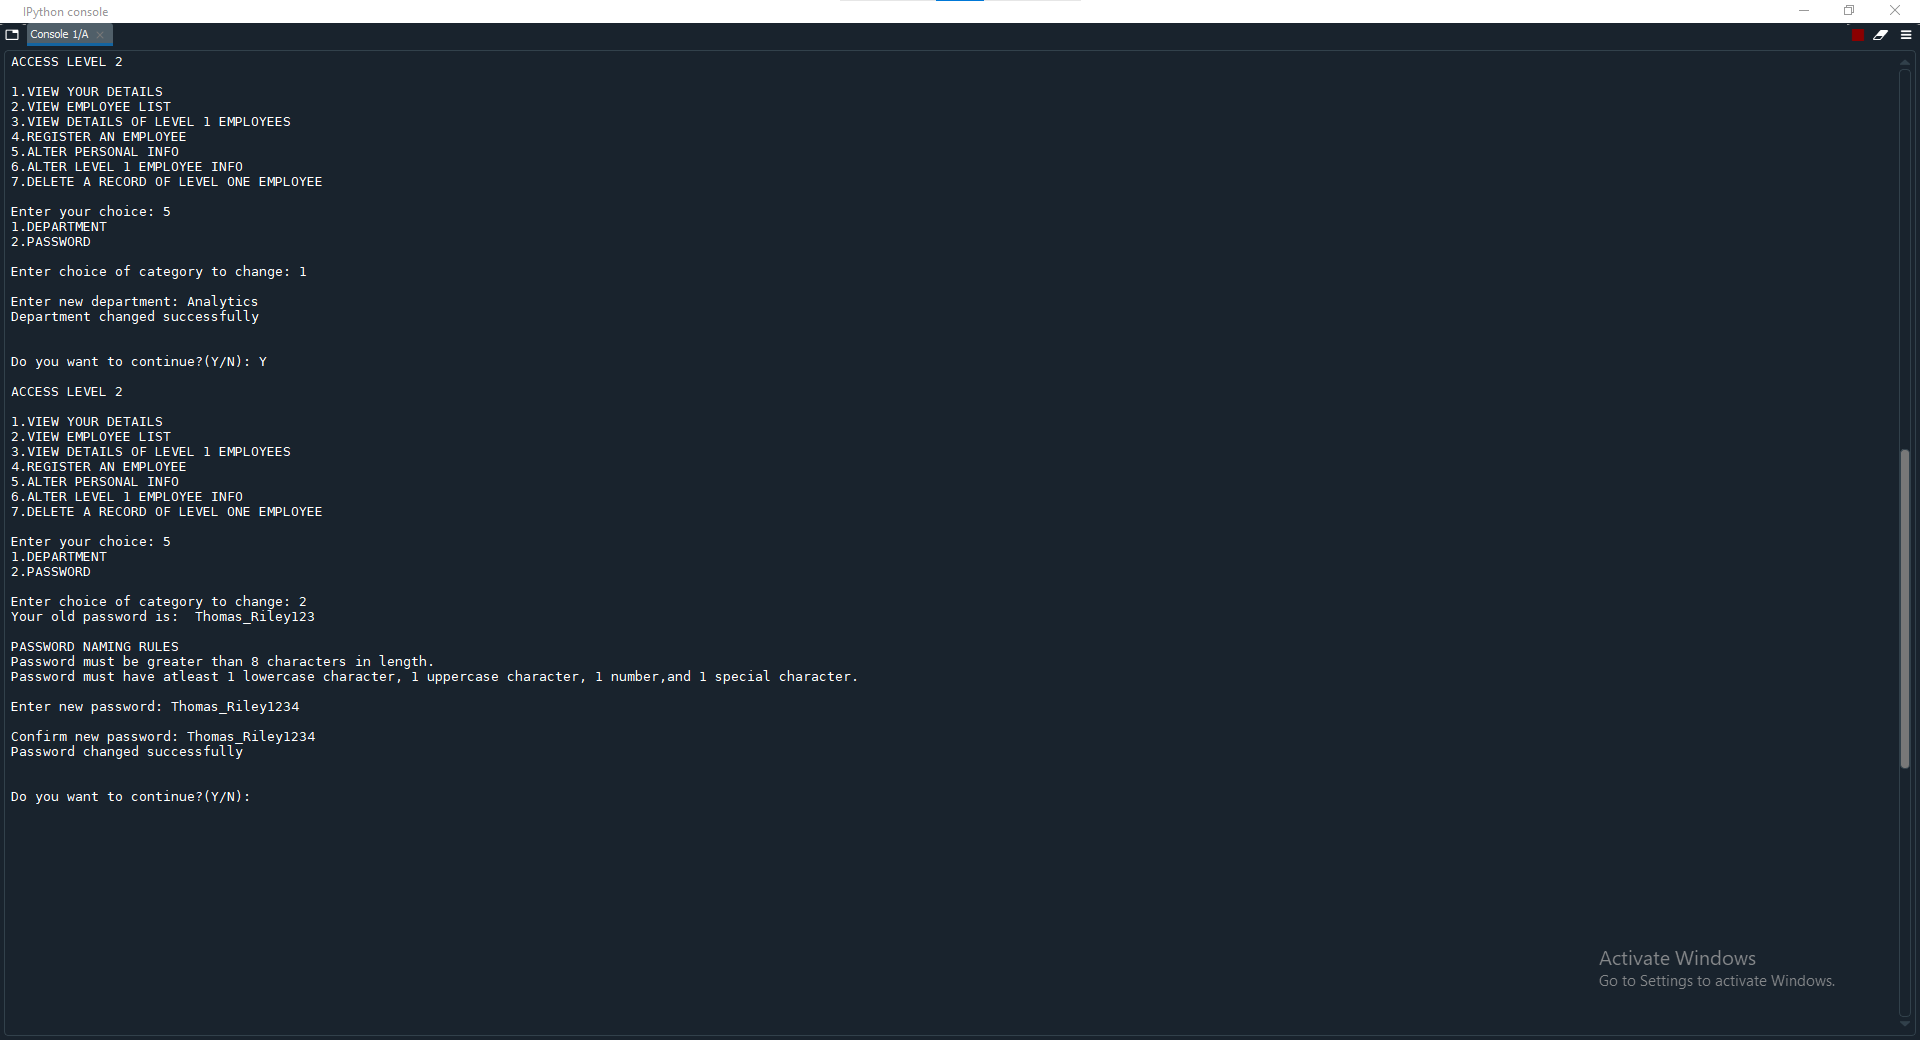 IPython console
Console 1/A
ACCESS LEVEL 2
1.VIEW YOUR DETAILS
2.VIEW EMPLOYEE LIST
3.VIEW DETAILS OF LEVEL 1 EMPLOYEES
4.REGISTER AN EMPLOYEE
5.ALTER PERSONAL INFO
6.ALTER LEVEL 1 EMPLOYEE INFO
7.DELETE A RECORD OF LEVEL ONE EMPLOYEE
Enter your choice: 5
1.DEPARTMENT
2.PASSWORD
Enter choice of category to change: 1
Enter new department: Analytics
Department changed successfully
Do you want to continue?(Y/N): Y
ACCESS LEVEL 2
1.VIEW YOUR DETAILS
2.VIEW EMPLOYEE LIST
3.VIEW DETAILS OF LEVEL 1 EMPLOYEES
4.REGISTER AN EMPLOYEE
5.ALTER PERSONAL INFO
6.ALTER LEVEL 1 EMPLOYEE INFO
7.DELETE A RECORD OF LEVEL ONE EMPLOYEE
Enter your choice: 5
1.DEPARTMENT
2.PASSWORD
Enter choice of category to change: 2
Your old password is:  Thomas_Riley123
PASSWORD NAMING RULES
Password must be greater than 8 characters in length.
Password must have atleast 1 lowercase character, 1 uppercase character, 1 number,and 1 special character.
Enter new password: Thomas_Riley1234
Confirm new password: Thomas_Riley1234
Password changed successfully
Do you want to continue?(Y/N):
Activate Windows
Go to Settings to activate Windows.